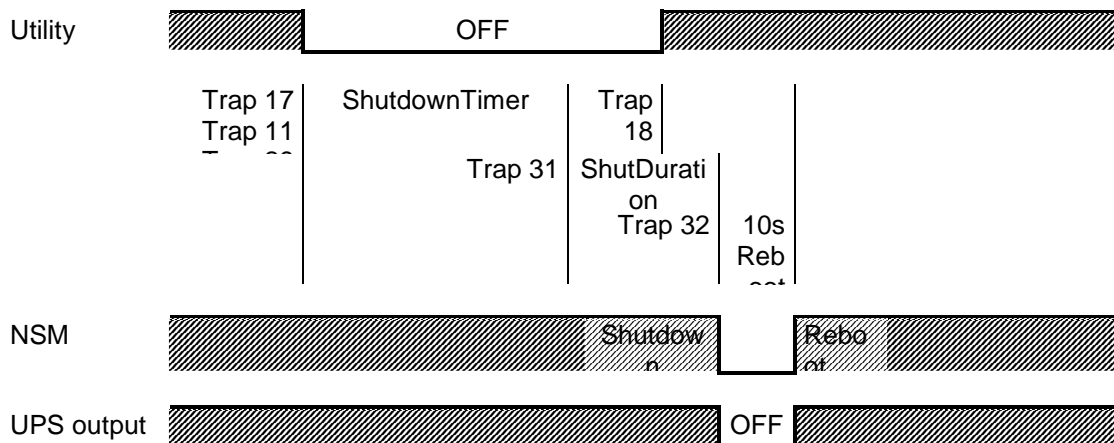 Utility
OFF
Trap 17
ShutdownTimer
Trap
Trap 11
18
Trap 31
ShutDurati
on
Trap 32
10s
Reb
NSM
Shutdow
n
Rebo
ot
UPS output
OFF